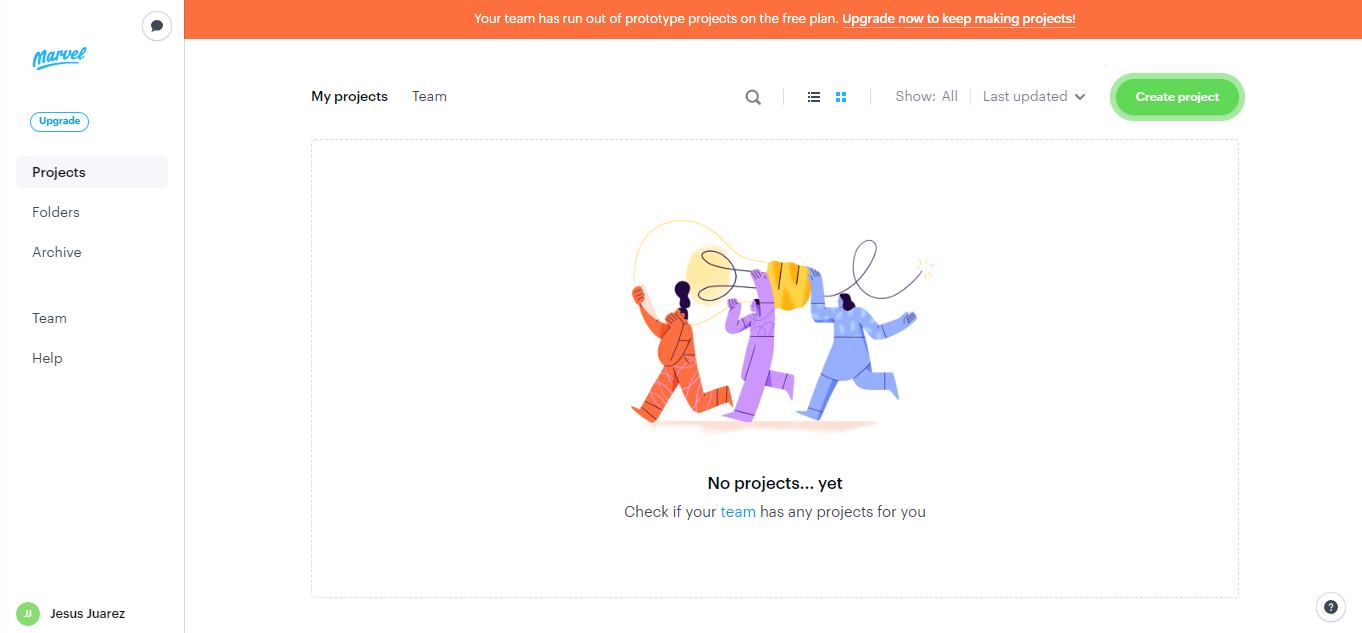 Your team has run out of prototype projects on the free plan. Upgrade now to keep making projects!
Marvel
Upgrade
Projects
Folders
Archive
Team
Help
JJ
Jesus Juarez
My projects
Team
Show: All
Last updated
Create project
No projects... yet
Check if your team has any projects for you
?